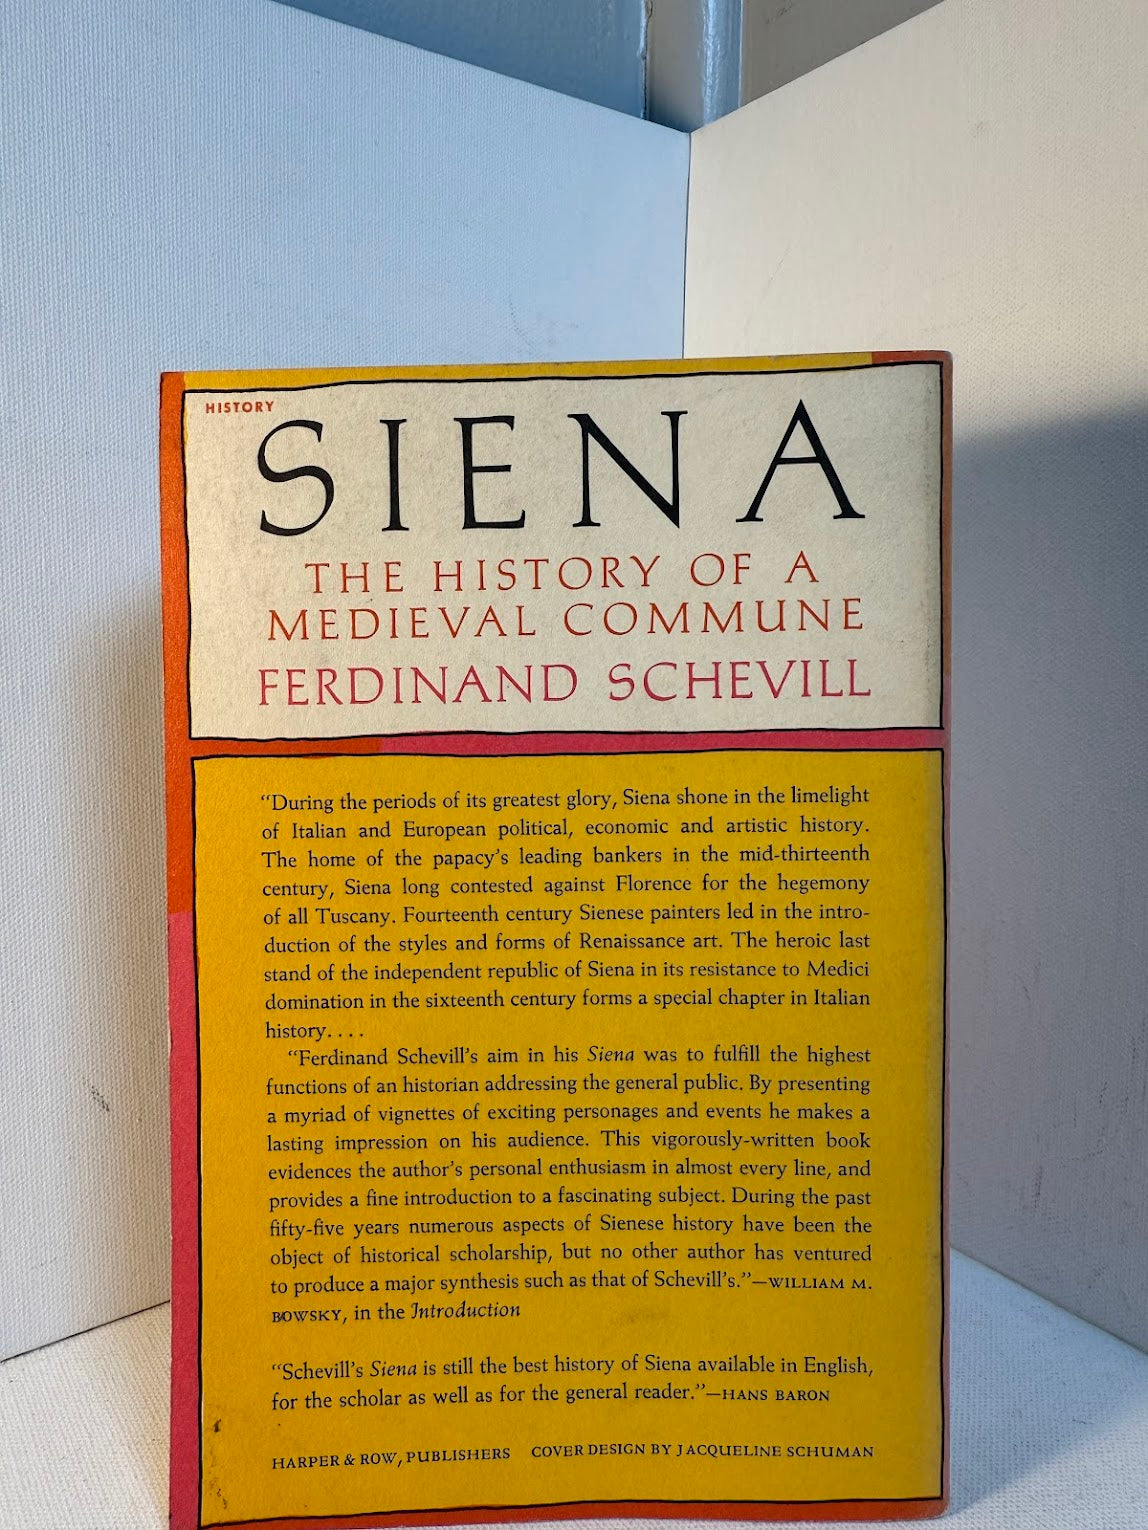 HISTORY
SIENA
THE HISTORY OF A
MEDIEVAL COMMUNE
FERDINAND SCHEVILL
“During the periods of its greatest glory, Siena shone in the limelight
of Italian and European political, economic and artistic history.
The home of the papacy’s leading bankers in the mid-thirteenth
century, Siena long contested against Florence for the hegemony
of all Tuscany. Fourteenth century Sienese painters led in the intro-
duction of the styles and forms of Renaissance art. The heroic last
stand of the independent republic of Siena in its resistance to Medici
domination in the sixteenth century forms a special chapter in Italian
history. . . .
“Ferdinand Schevill’s aim in his Siena was to fulfill the highest
functions of an historian addressing the general public. By presenting
a myriad of vignettes of exciting personages and events he makes a
lasting impression on his audience. This vigorously-written book
evidences the author’s personal enthusiasm in almost every line, and
provides a fine introduction to a fascinating subject. During the past
fifty-five years numerous aspects of Sienese history have been the
object of historical scholarship, but no other author has ventured
to produce a major synthesis such as that of Schevill’s.”—WILLIAM M.
BOWSKY, in the Introduction
“Schevill’s Siena is still the best history of Siena available in English,
for the scholar as well as for the general reader.”—HANS BARON
HARPER & ROW, PUBLISHERS COVER DESIGN BY JACQUELINE SCHUMAN